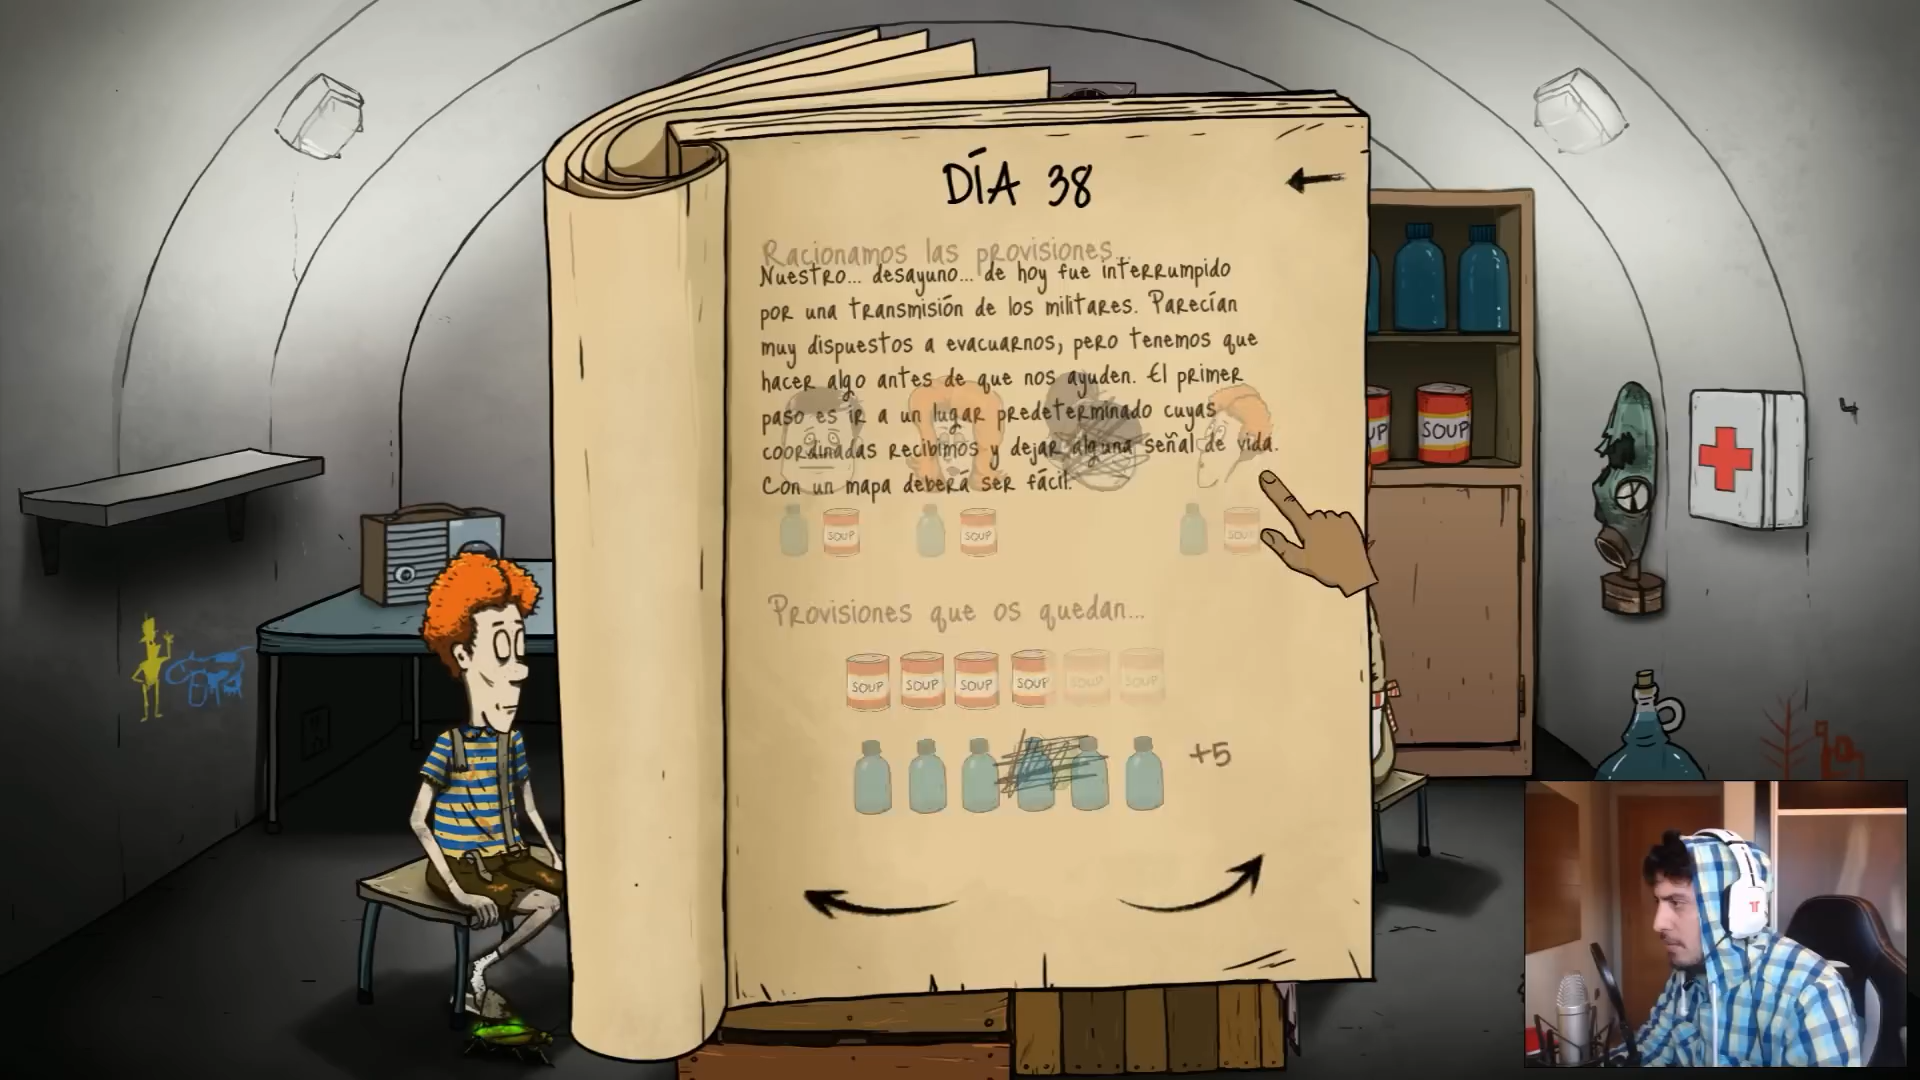 DÍA 38
Racionamos las provisiones...
Nuestro... desayuno... de hoy fue interrumpido
por una transmisión de los militares. Parecían
muy dispuestos a evacuarnos, pero tenemos que
hacer algo antes de que nos ayuden. El primer
paso es ir a un lugar predeterminado cuyas
coordinadas recibimos y dejar alguna señal de vida.
Con un mapa deberá ser fácil.
SOUP SOUP SOUP
Provisiones que os quedan...
SOUP SOUP SOUP SOUP SOUP SOUP
+5
UP SOUP